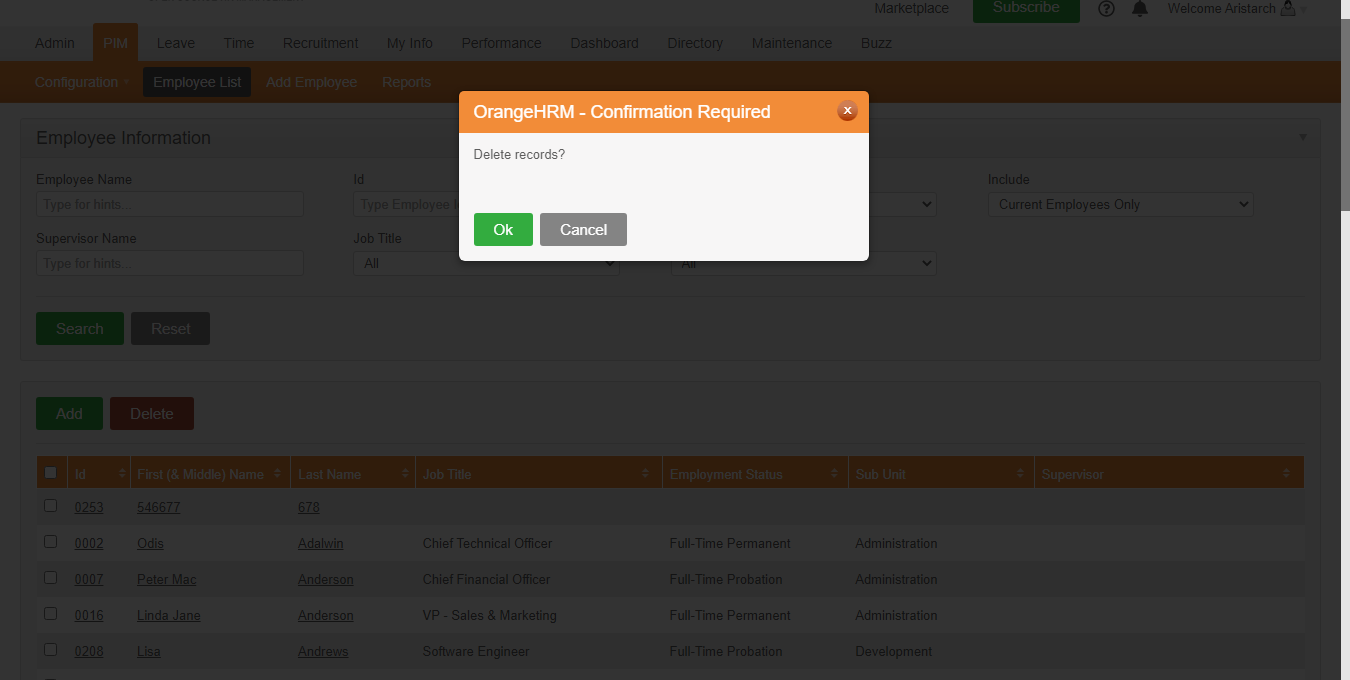 Marketplace Subscribe ? Welcome Aristarch
Admin PIM Leave Time Recruitment My Info Performance Dashboard Directory Maintenance Buzz
Configuration Employee List Add Employee Reports
OrangeHRM - Confirmation Required x
Delete records?
Ok Cancel
Employee Information
Employee Name Id Include
Type for hints... Type Employee I Current Employees Only
Supervisor Name Job Title
Type for hints... All All
Search Reset
Add Delete
Id First (& Middle) Name Last Name Job Title Employment Status Sub Unit Supervisor
0253 546677 678
0002 Odis Adalwin Chief Technical Officer Full-Time Permanent Administration
0007 Peter Mac Anderson Chief Financial Officer Full-Time Probation Administration
0016 Linda Jane Anderson VP - Sales & Marketing Full-Time Permanent Administration
0208 Lisa Andrews Software Engineer Full-Time Probation Development